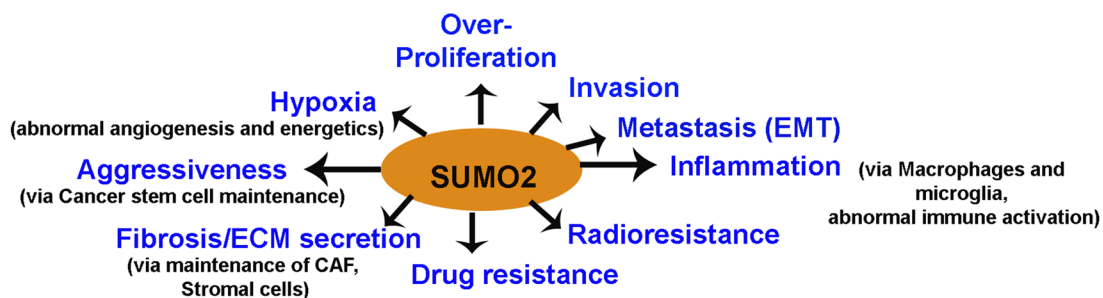 Over-
Proliferation
Invasion
Hypoxia
(abnormal angiogenesis and energetics)
Metastasis (EMT)
Aggressiveness
(via Cancer stem cell maintenance)
SUMO2
Inflammation
(via Macrophages and
microglia,
abnormal immune activation)
Fibrosis/ECM secretion
(via maintenance of CAF,
Stromal cells)
Drug resistance
Radioresistance